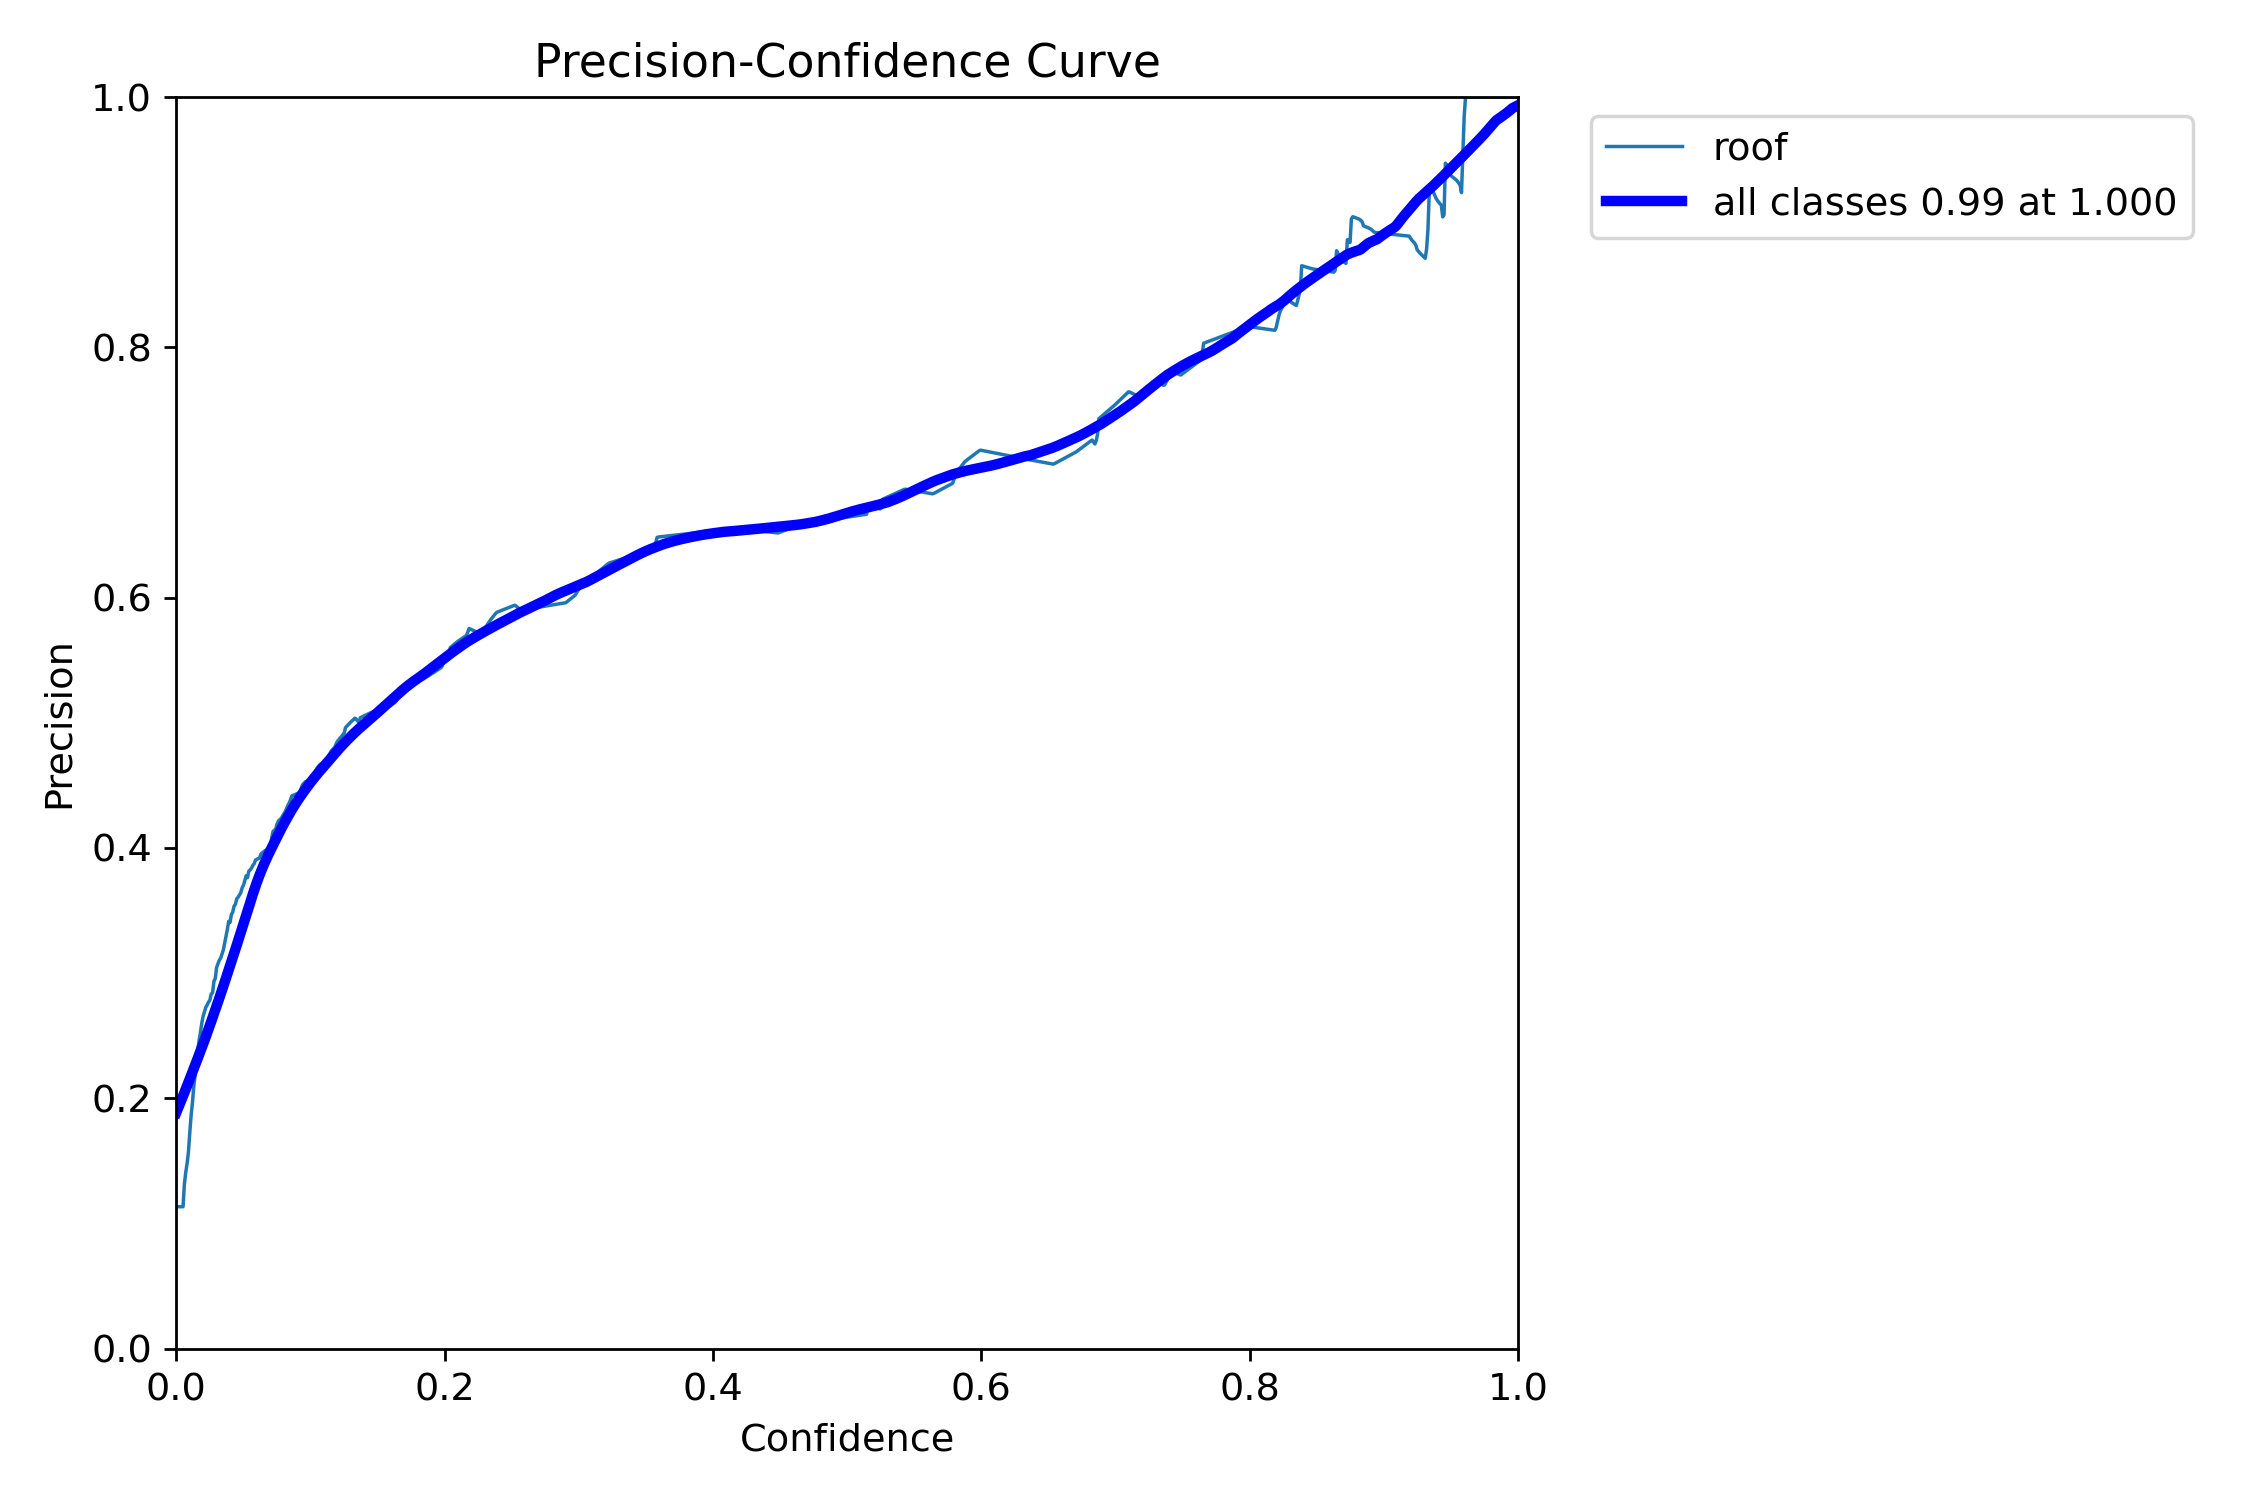 Precision-Confidence Curve
1.0
0.8
0.6
0.4
0.2
0.0
Precision
0.0 0.2 0.4 0.6 0.8 1.0
Confidence
roof
all classes 0.99 at 1.000